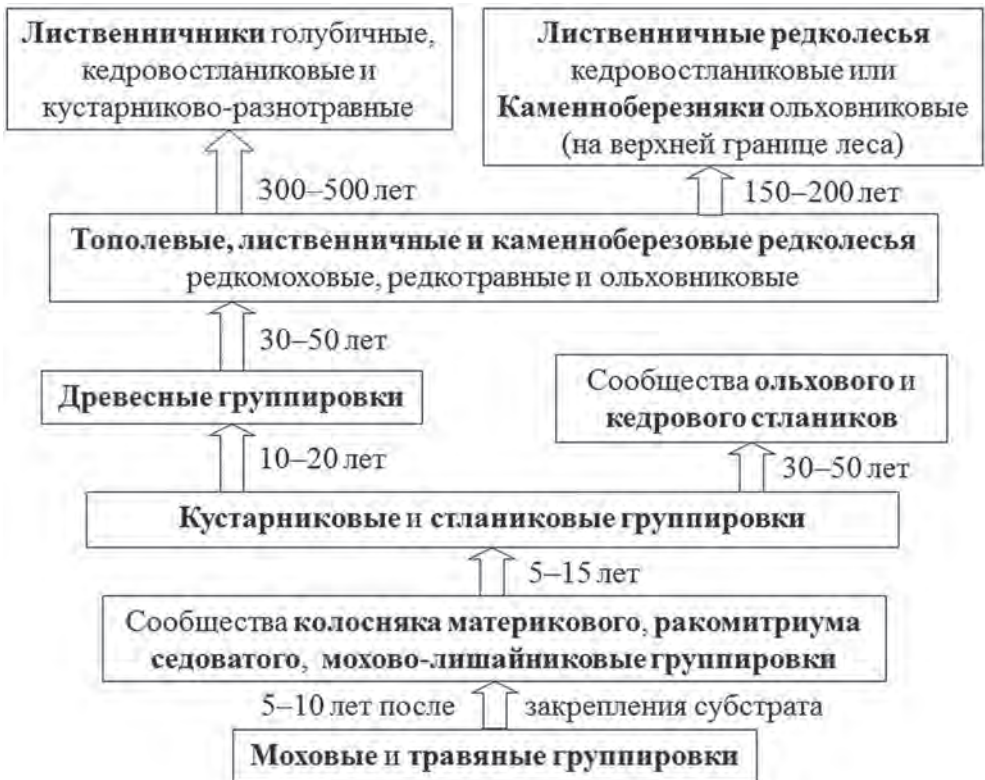 Лиственничники голубичные,
кедровостланиковые и
кустарниково-разнотравные
Лиственничные редколесья
кедровостланиковые или
Каменноберезняки ольховниковые
(на верхней границе леса)
300–500 лет
150–200 лет
Тополевые, лиственничные и каменноберезовые редколесья
редкомоховые, редкотравные и ольховниковые
30–50 лет
Древесные группировки
Сообщества ольхового и
кедрового стлаников
10–20 лет
30–50 лет
Кустарниковые и стланиковые группировки
5–15 лет
Сообщества колосняка материкового, ракомитриума
седоватого, мохово-лишайниковые группировки
5–10 лет после закрепления субстрата
Моховые и травяные группировки